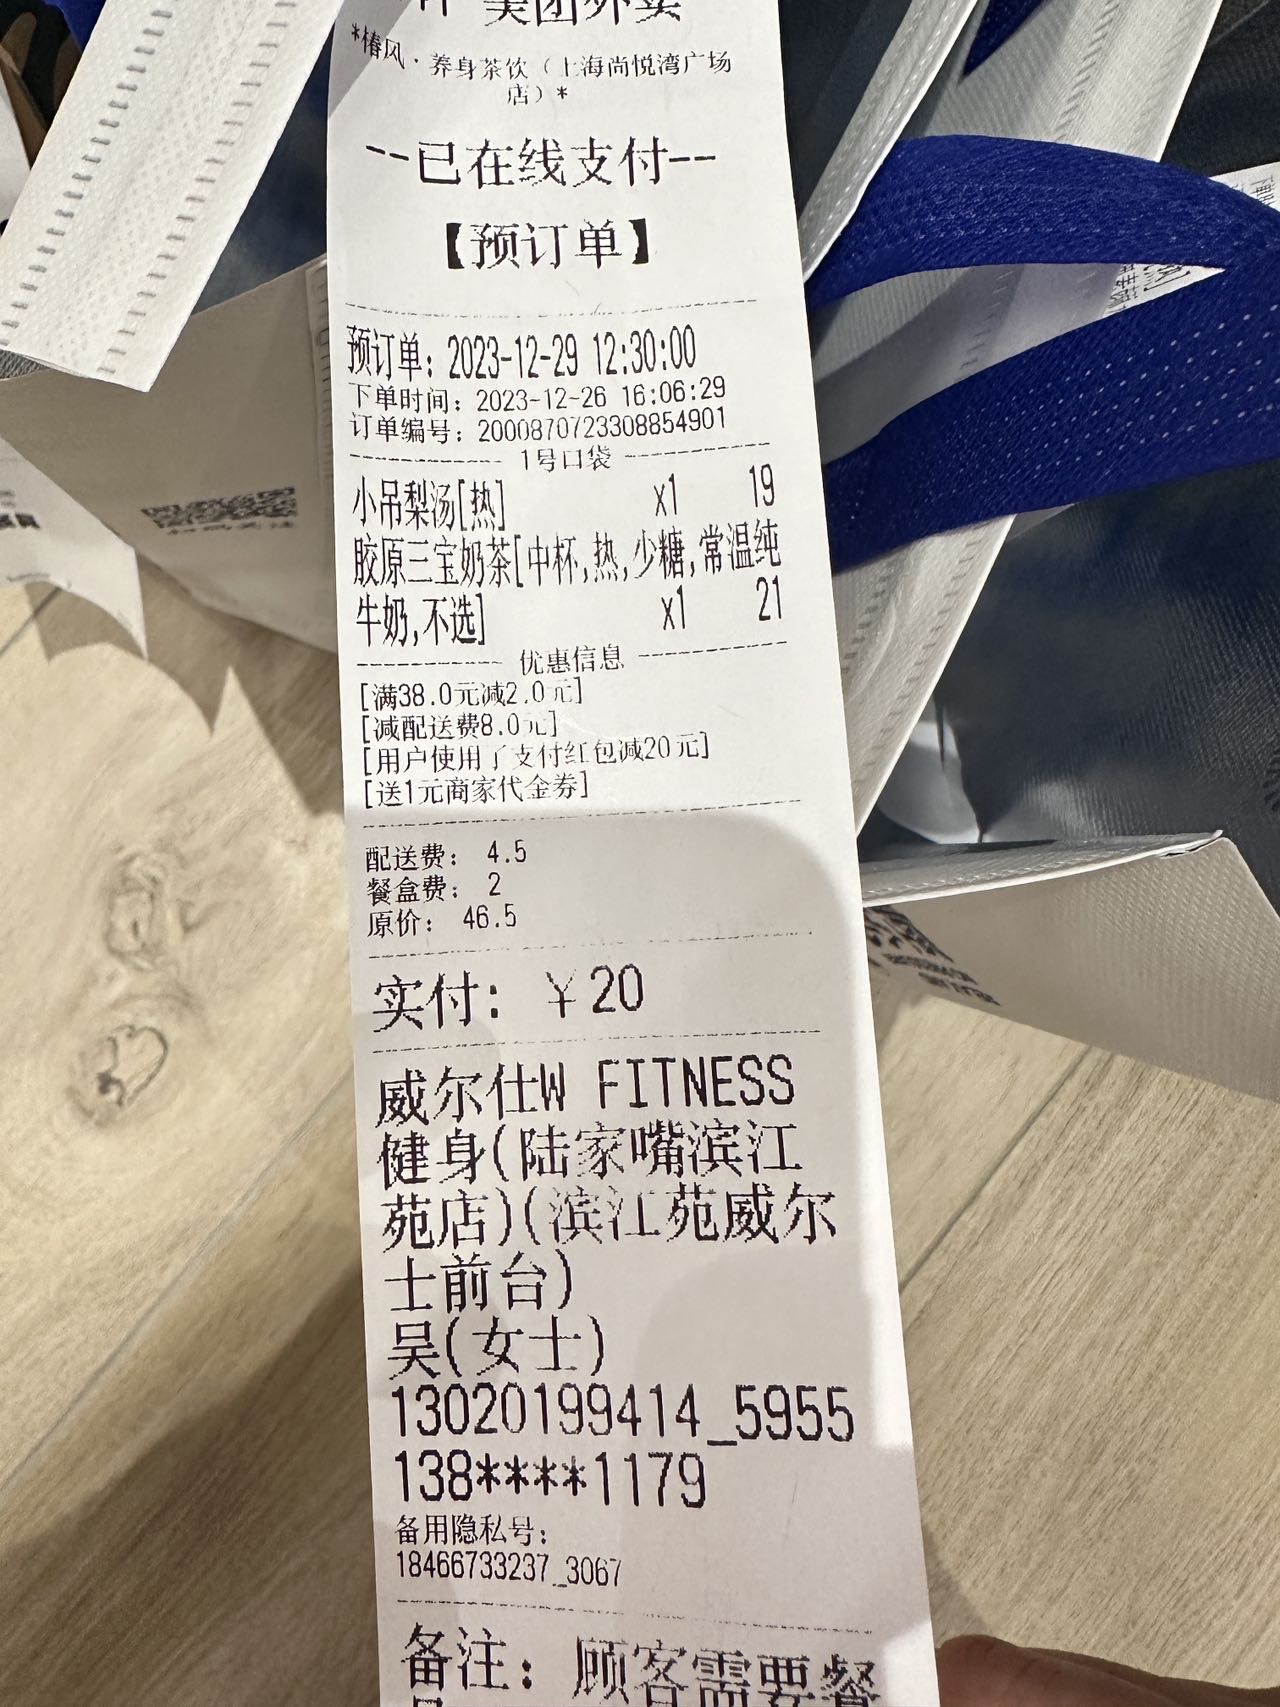 美团外卖
*椿风·养身茶饮（上海尚悦湾广场
店）*
--已在线支付--
【预订单】
预订单：2023-12-29 12:30:00
下单时间：2023-12-26 16:06:29
订单编号：2000870723308854901
1号口袋
小吊梨汤[热] x1 19
胶原三宝奶茶[中杯,热,少糖,常温纯
牛奶,不选] x1 21
优惠信息
[满38.0元减2.0元]
[减配送费8.0元]
[用户使用了支付红包减20元]
[送1元商家代金券]
配送费： 4.5
餐盒费： 2
原价： 46.5
实付：￥20
威尔仕W FITNESS
健身(陆家嘴滨江
苑店)(滨江苑威尔
士前台)
吴(女士)
13020199414_5955
138****1179
备用隐私号：
18466733237_3067
备注：顾客需要餐
扫码关注